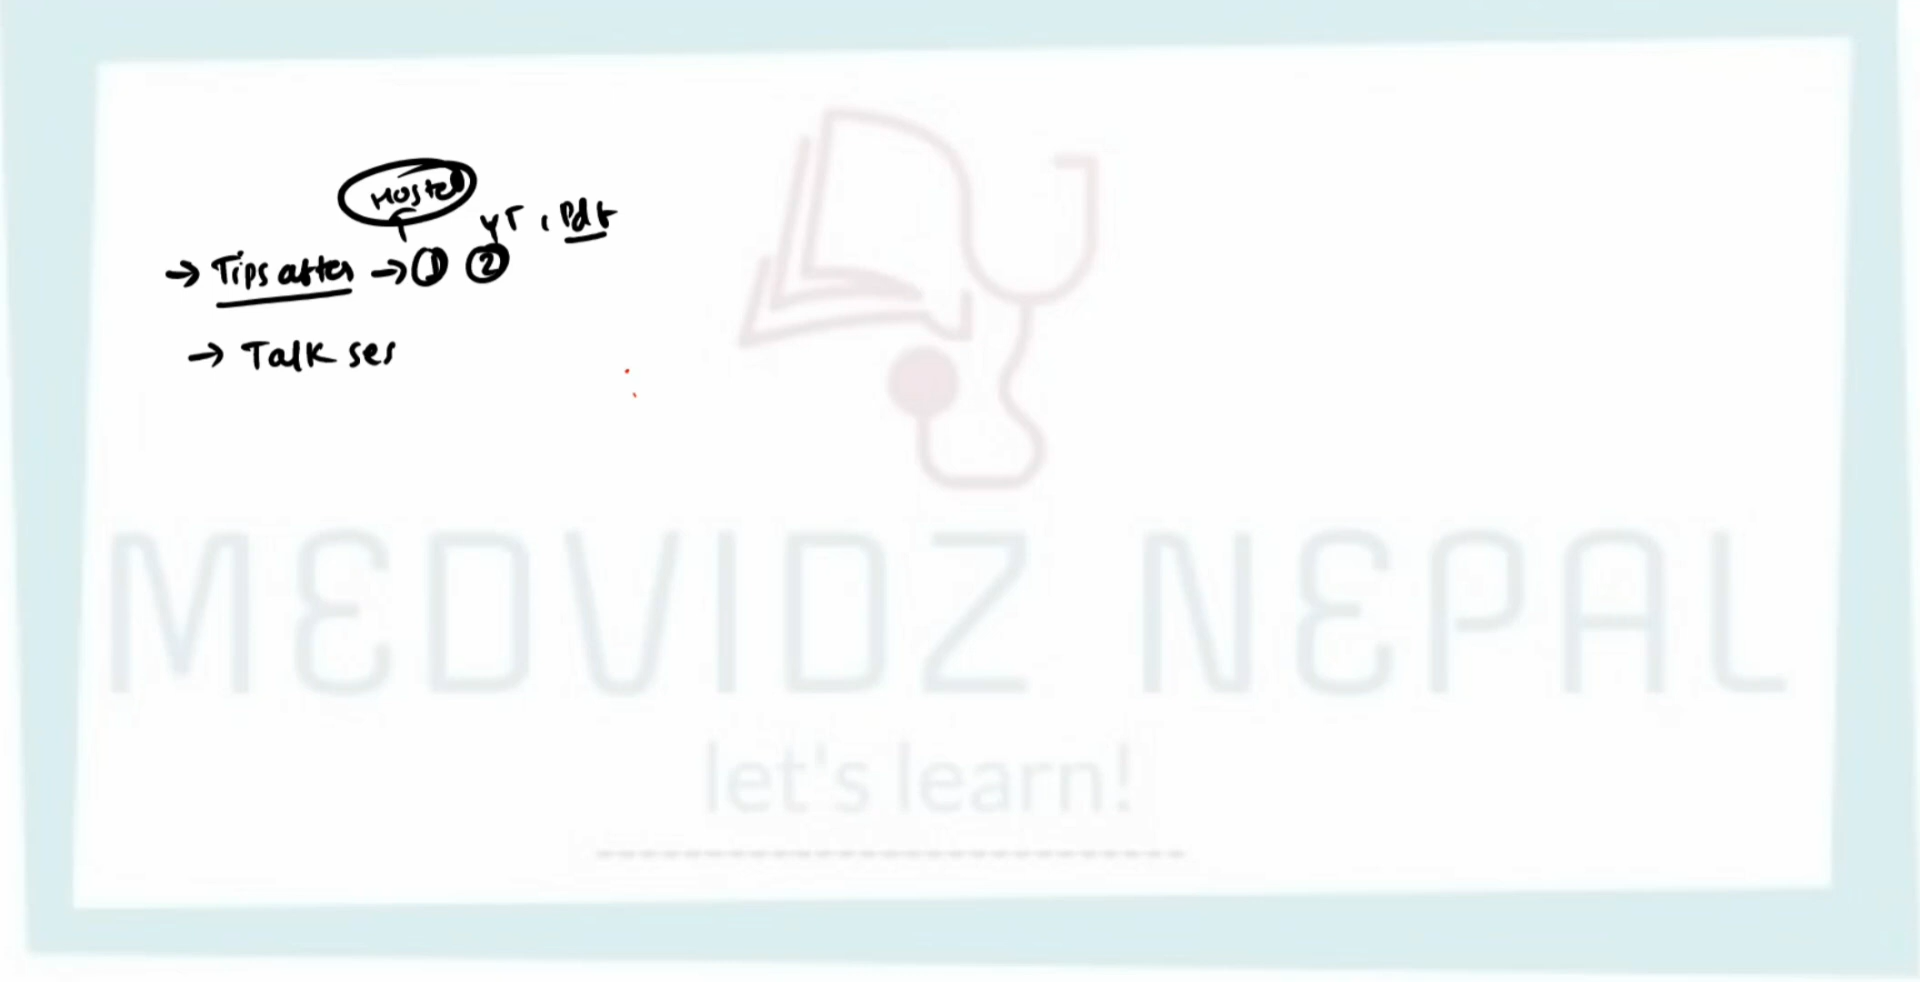 Hostel
yr, Pdf
→ Tips after → ① ②
→ Talk ses
MEDVIDZ NEPAL
let's learn!